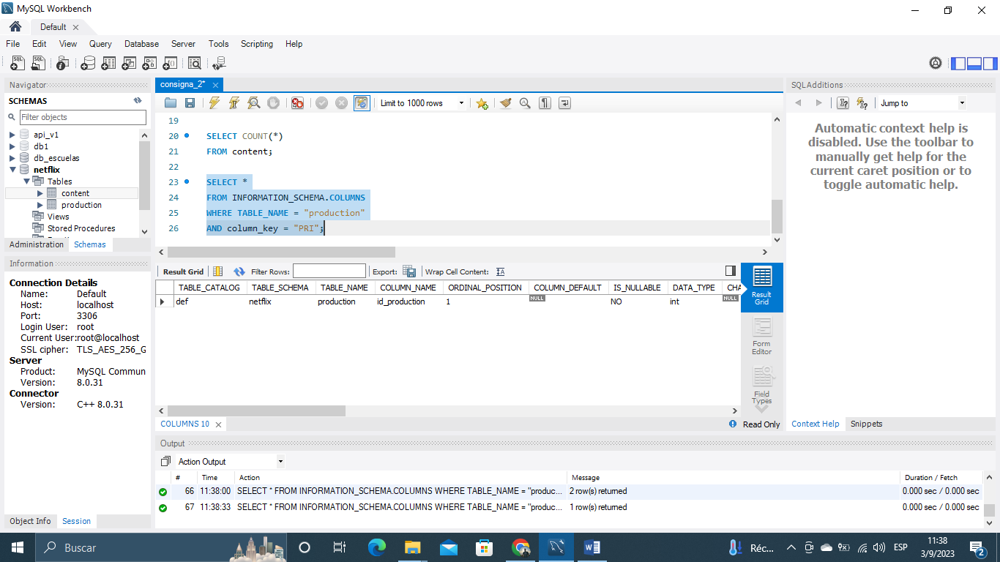 MySQL Workbench
Default
File Edit View Query Database Server Tools Scripting Help
Navigator
SCHEMAS
Filter objects
api_v1
db1
db_escuelas
netflix
Tables
content
production
Views
Stored Procedures
Administration Schemas
Information
Connection Details
Name: Default
Host: localhost
Port: 3306
Login User: root
Current User:root@localhost
SSL cipher: TLS_AES_256_G
Server
Product: MySQL Commun
Version: 8.0.31
Connector
Version: C++ 8.0.31
Object Info Session
consigna_2*
Limit to 1000 rows
19
20 SELECT COUNT(*)
21 FROM content;
22
23 SELECT *
24 FROM INFORMATION_SCHEMA.COLUMNS
25 WHERE TABLE_NAME = "production"
26 AND column_key = "PRI";
Result Grid Filter Rows: Export: Wrap Cell Content:
TABLE_CATALOG TABLE_SCHEMA TABLE_NAME COLUMN_NAME ORDINAL_POSITION COLUMN_DEFAULT IS_NULLABLE DATA_TYPE CHA
def netflix production id_production 1 NULL NO int NULL
Result
Grid
Form
Editor
Field
Types
COLUMNS 10
Read Only
SQLAdditions
Jump to
Automatic context help is
disabled. Use the toolbar to
manually get help for the
current caret position or to
toggle automatic help.
Context Help Snippets
Output
Action Output
# Time Action Message Duration / Fetch
66 11:38:00 SELECT * FROM INFORMATION_SCHEMA.COLUMNS WHERE TABLE_NAME = "produc... 2 row(s) returned 0.000 sec / 0.000 sec
67 11:38:33 SELECT * FROM INFORMATION_SCHEMA.COLUMNS WHERE TABLE_NAME = "produc... 1 row(s) returned 0.000 sec / 0.000 sec
Buscar
Réc...
ESP
11:38
3/9/2023
2